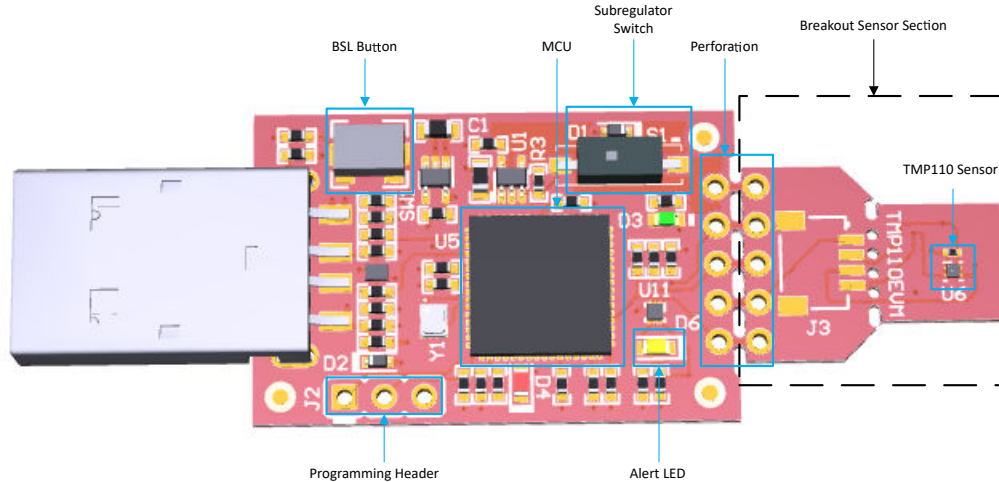 Subregulator
Switch
BSL Button
MCU
Perforation
Breakout Sensor Section
TMP110 Sensor
C1
U1
R3
D1
S1
SW1
U5
D3
U11
D6
Y1
D2
J2
D4
J3
TMP110EVM
U6
Programming Header
Alert LED